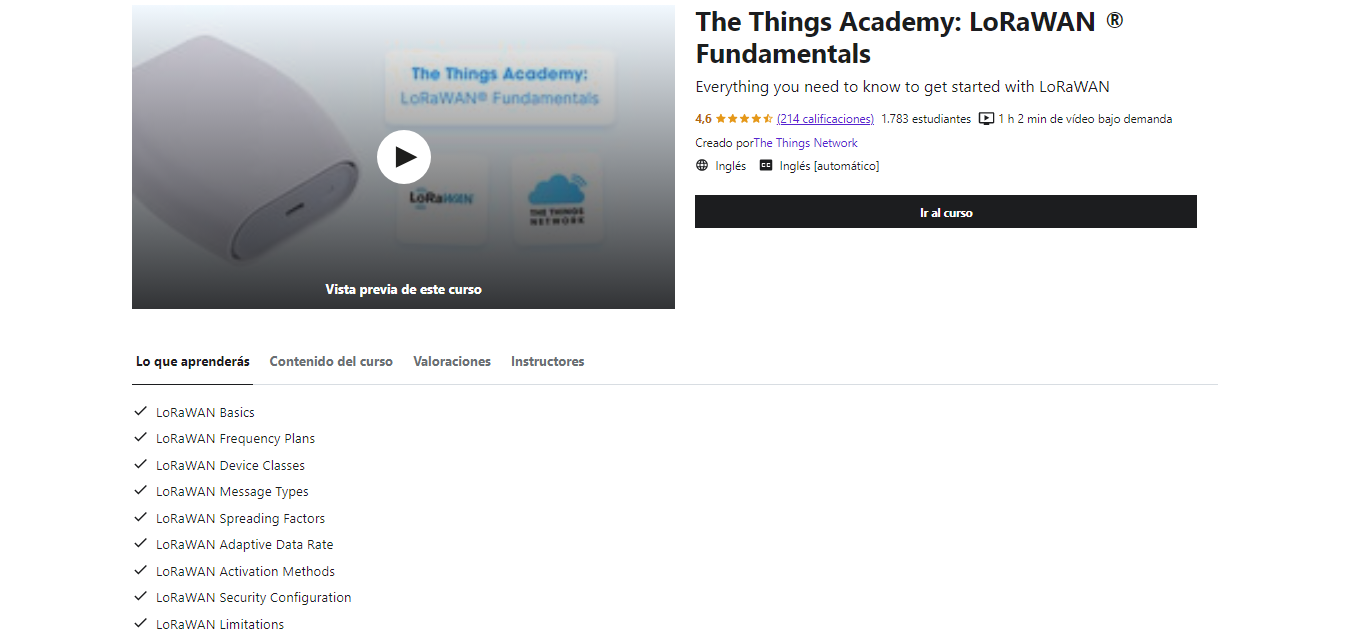 The Things Academy:
LoRaWAN® Fundamentals
LoRaWAN
THE THINGS
NETWORK
Vista previa de este curso
The Things Academy: LoRaWAN ®
Fundamentals
Everything you need to know to get started with LoRaWAN
4,6 (214 calificaciones) 1.783 estudiantes 1 h 2 min de vídeo bajo demanda
Creado porThe Things Network
Inglés CC Inglés [automático]
Ir al curso
Lo que aprenderás Contenido del curso Valoraciones Instructores
LoRaWAN Basics
LoRaWAN Frequency Plans
LoRaWAN Device Classes
LoRaWAN Message Types
LoRaWAN Spreading Factors
LoRaWAN Adaptive Data Rate
LoRaWAN Activation Methods
LoRaWAN Security Configuration
LoRaWAN Limitations